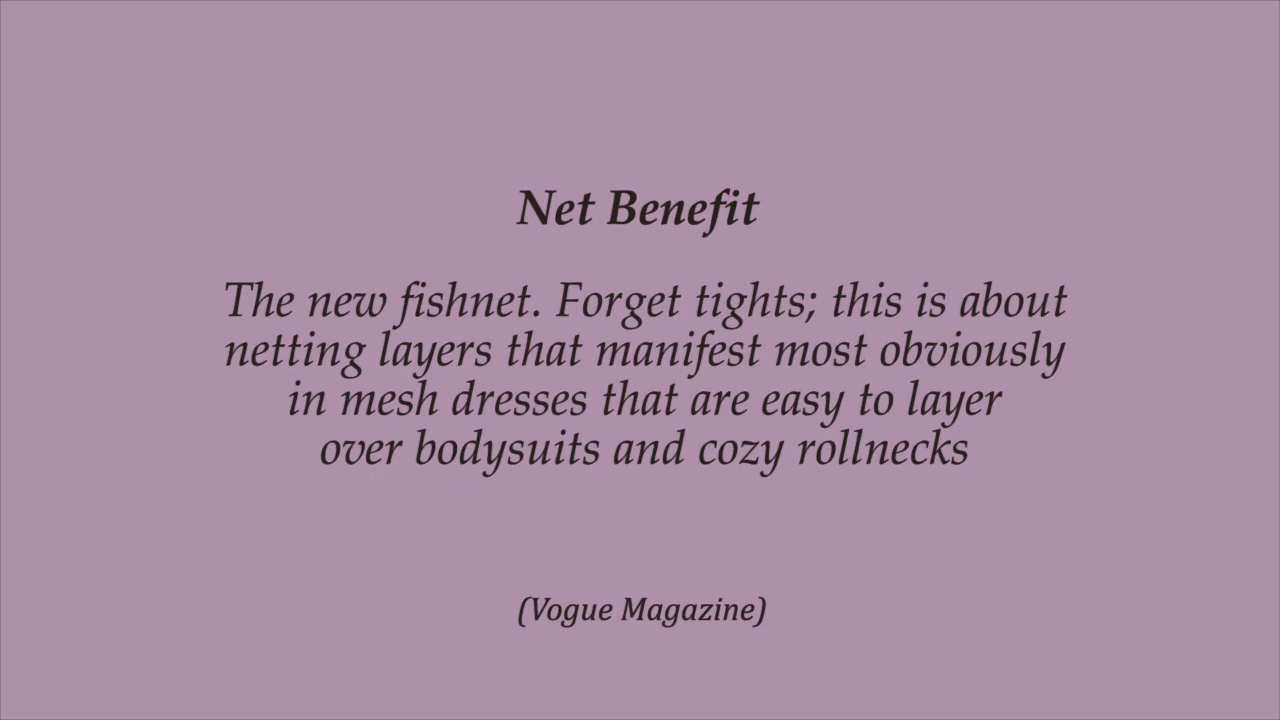 Net Benefit
The new fishnet. Forget tights; this is about
netting layers that manifest most obviously
in mesh dresses that are easy to layer
over bodysuits and cozy rollnecks
(Vogue Magazine)